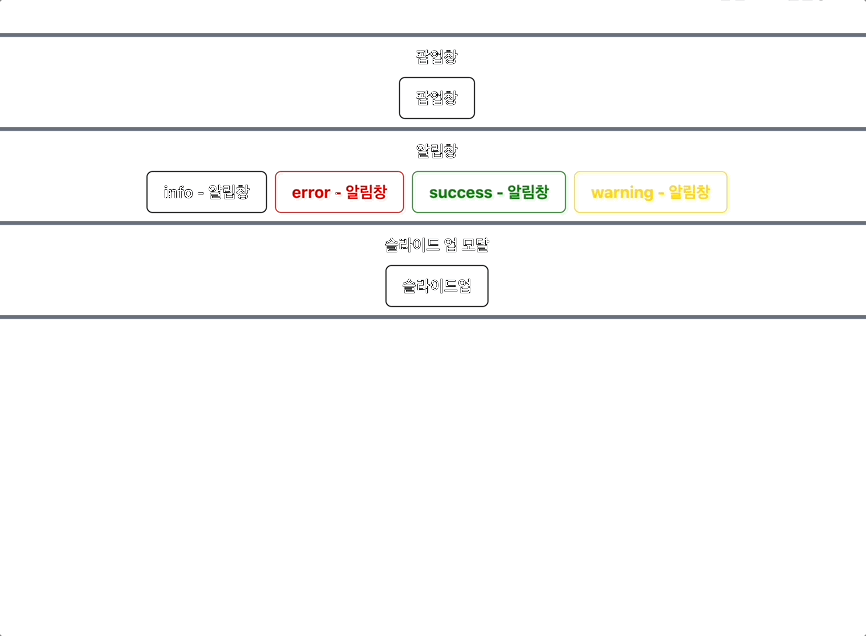 팝업창
팝업창
알림창
info - 알림창 error - 알림창 success - 알림창 warning - 알림창
슬라이드 업 모달
슬라이드업